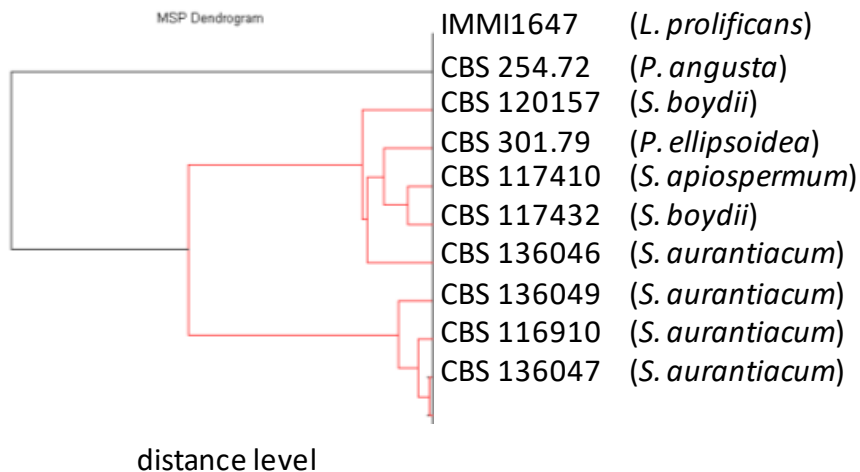 MSP Dendrogram
IMMI1647 (L. prolificans)
CBS 254.72 (P. angusta)
CBS 120157 (S. boydii)
CBS 301.79 (P. ellipsoidea)
CBS 117410 (S. apiospermum)
CBS 117432 (S. boydii)
CBS 136046 (S. aurantiacum)
CBS 136049 (S. aurantiacum)
CBS 116910 (S. aurantiacum)
CBS 136047 (S. aurantiacum)
distance level